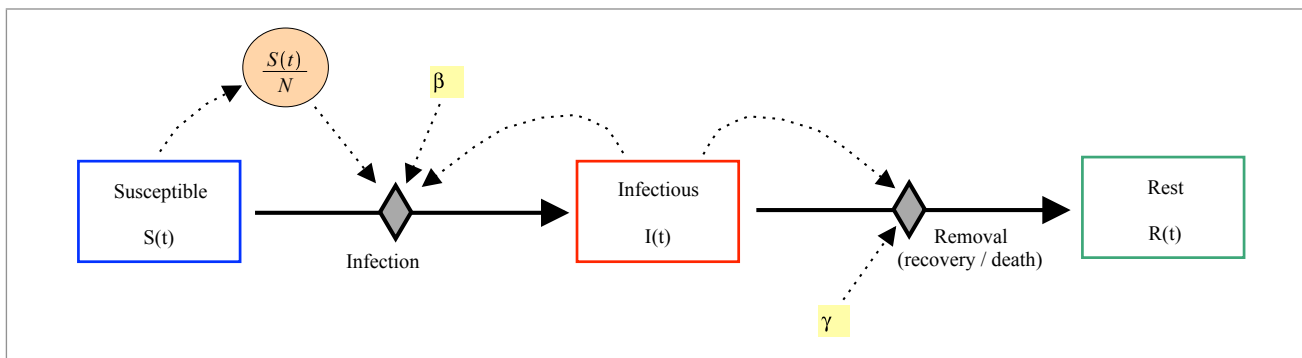 S(t)
N
β
Susceptible
S(t)
Infection
Infectious
I(t)
Removal
(recovery / death)
γ
Rest
R(t)